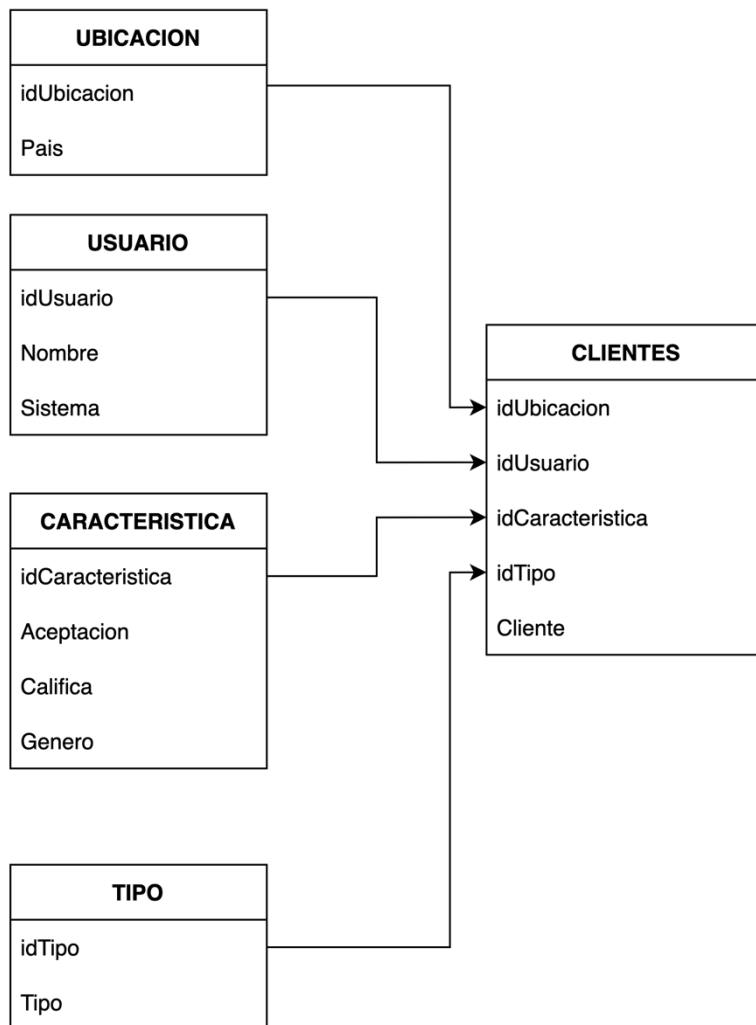 UBICACION
idUbicacion
Pais
USUARIO
idUsuario
Nombre
Sistema
CARACTERISTICA
idCaracteristica
Aceptacion
Califica
Genero
TIPO
idTipo
Tipo
CLIENTES
idUbicacion
idUsuario
idCaracteristica
idTipo
Cliente